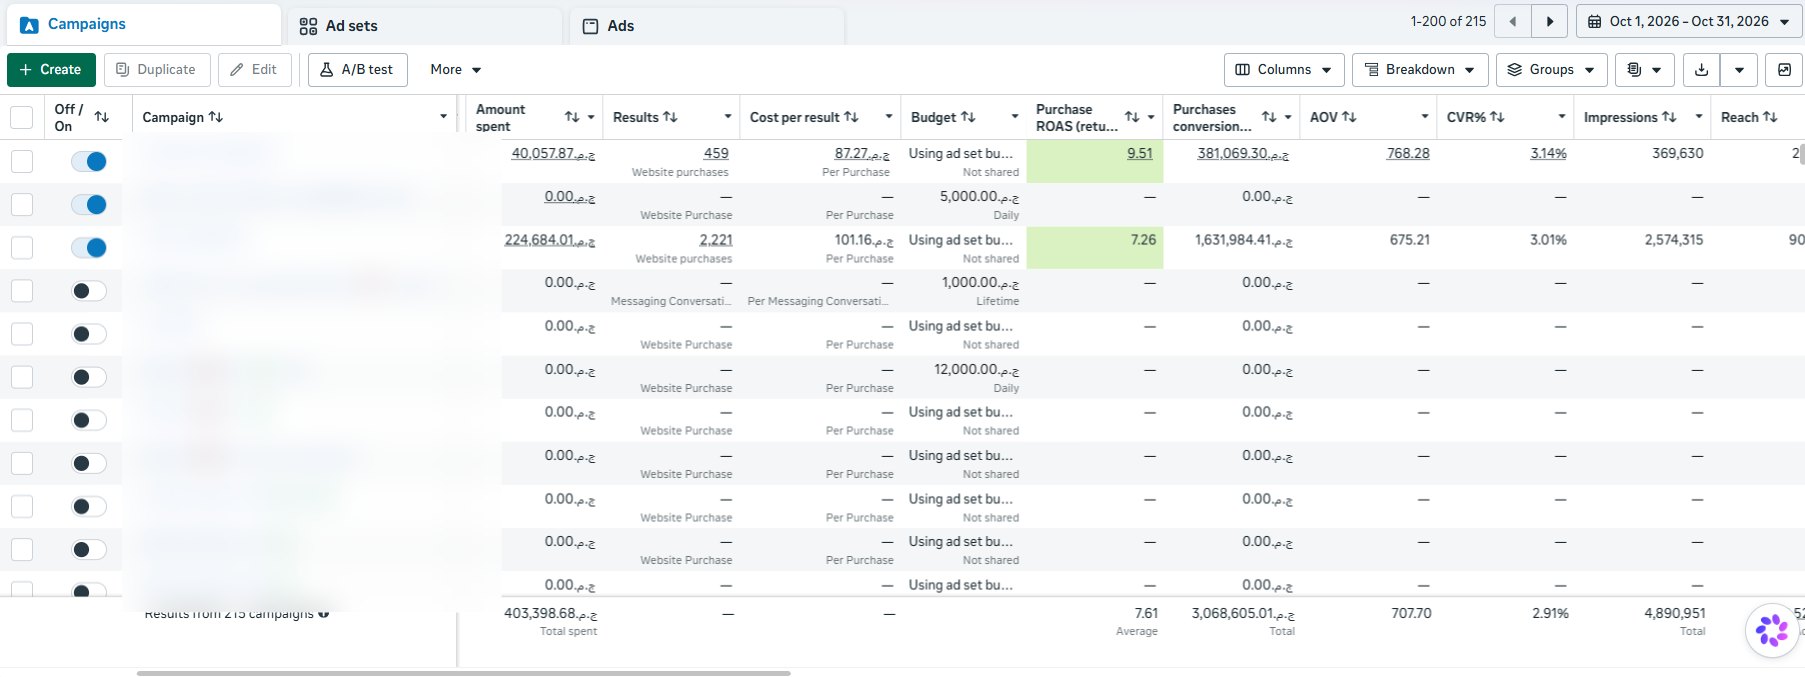 Campaigns
Ad sets
Ads
1-200 of 215
Oct 1, 2026 – Oct 31, 2026
+ Create
Duplicate
Edit
A/B test
More
Columns
Breakdown
Groups
Off / On
Campaign
Amount spent
Results
Cost per result
Budget
Purchase ROAS (retu...
Purchases conversion...
AOV
CVR%
Impressions
Reach
ج.م.40,057.87 459 ج.م.87.27 Using ad set bu... 9.51 ج.م.381,069.30 768.28 3.14% 369,630 2
Website purchases Per Purchase Not shared
ج.م.0.00 — — ج.م.5,000.00 — ج.م.0.00 — — —
Website Purchase Per Purchase Daily
ج.م.224,684.01 2,221 ج.م.101.16 Using ad set bu... 7.26 ج.م.1,631,984.41 675.21 3.01% 2,574,315 90
Website purchases Per Purchase Not shared
ج.م.0.00 — — ج.م.1,000.00 — ج.م.0.00 — — —
Messaging Conversati... Per Messaging Conversati... Lifetime
ج.م.0.00 — — Using ad set bu... — ج.م.0.00 — — —
Website Purchase Per Purchase Not shared
ج.م.0.00 — — ج.م.12,000.00 — ج.م.0.00 — — —
Website Purchase Per Purchase Daily
ج.م.0.00 — — Using ad set bu... — ج.م.0.00 — — —
Website Purchase Per Purchase Not shared
ج.م.0.00 — — Using ad set bu... — ج.م.0.00 — — —
Website Purchase Per Purchase Not shared
ج.م.0.00 — — Using ad set bu... — ج.م.0.00 — — —
Website Purchase Per Purchase Not shared
ج.م.0.00 — — Using ad set bu... — ج.م.0.00 — — —
Website Purchase Per Purchase Not shared
ج.م.0.00 — — Using ad set bu... — ج.م.0.00 — — —
Results from 215 campaigns ج.م.403,398.68 — — 7.61 ج.م.3,068,605.01 707.70 2.91% 4,890,951 52
Total spent Average Total Total